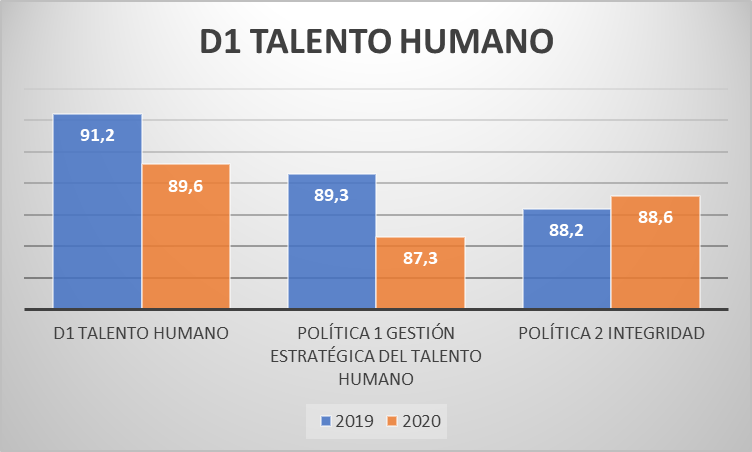 D1 TALENTO HUMANO
91,2
89,6
89,3
87,3
88,2
88,6
D1 TALENTO HUMANO
POLÍTICA 1 GESTIÓN
ESTRATÉGICA DEL TALENTO
HUMANO
POLÍTICA 2 INTEGRIDAD
2019
2020